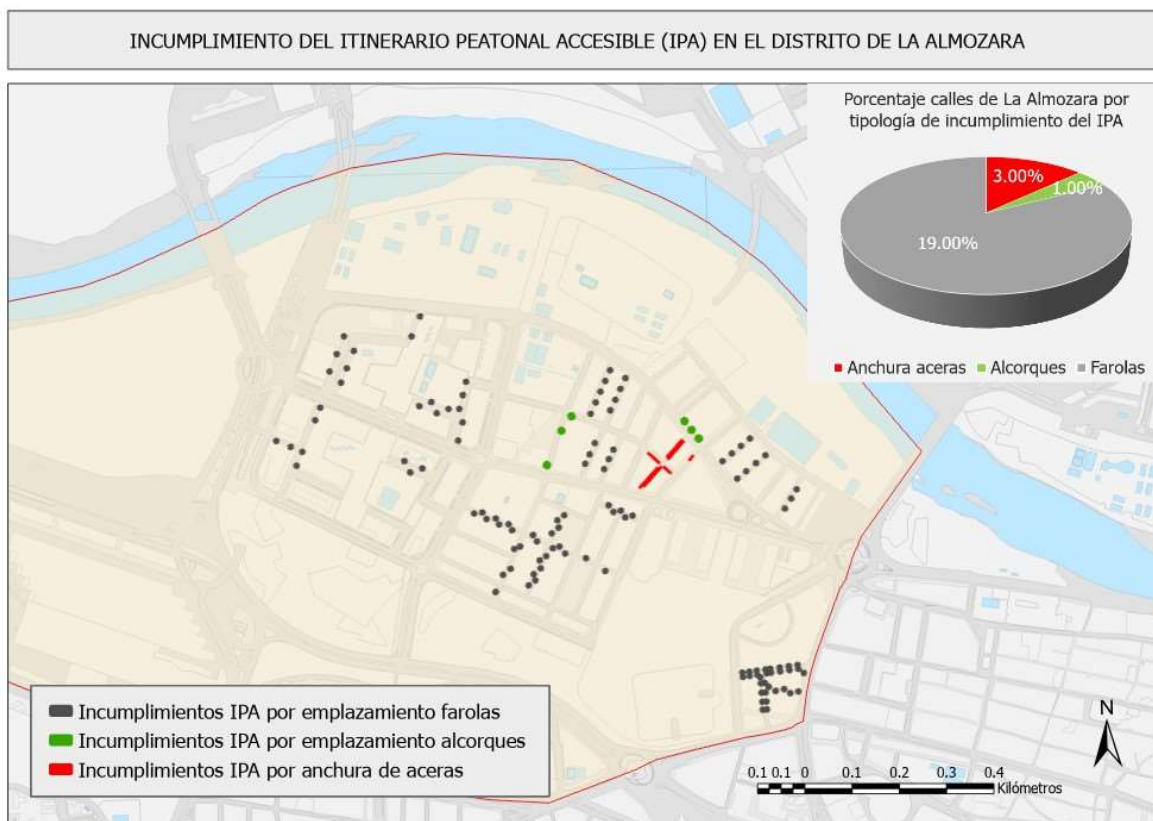 INCUMPLIMIENTO DEL ITINERARIO PEATONAL ACCESIBLE (IPA) EN EL DISTRITO DE LA ALMOZARA
Porcentaje calles de La Almozara por
tipología de incumplimiento del IPA
3.00%
1.00%
19.00%
Anchura aceras Alcorques Farolas
Incumplimientos IPA por emplazamiento farolas
Incumplimientos IPA por emplazamiento alcorques
Incumplimientos IPA por anchura de aceras
N
0.1 0.1 0 0.1 0.2 0.3 0.4
Kilómetros